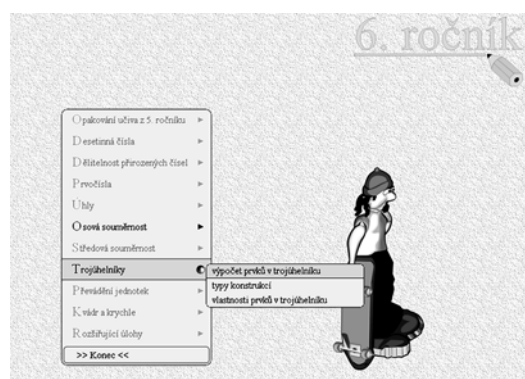 6. ročník
Opakování učiva z 5. ročníku
Desetinná čísla
Dělitelnost přirozených čísel
Prvočísla
Úhly
Osová souměrnost
Středová souměrnost
Trojúhelníky
výpočet prvků v trojúhelníku
typy konstrukcí
vlastnosti prvků v trojúhelníku
Převádění jednotek
Kvádr a krychle
Rozšiřující úlohy
>> Konec <<